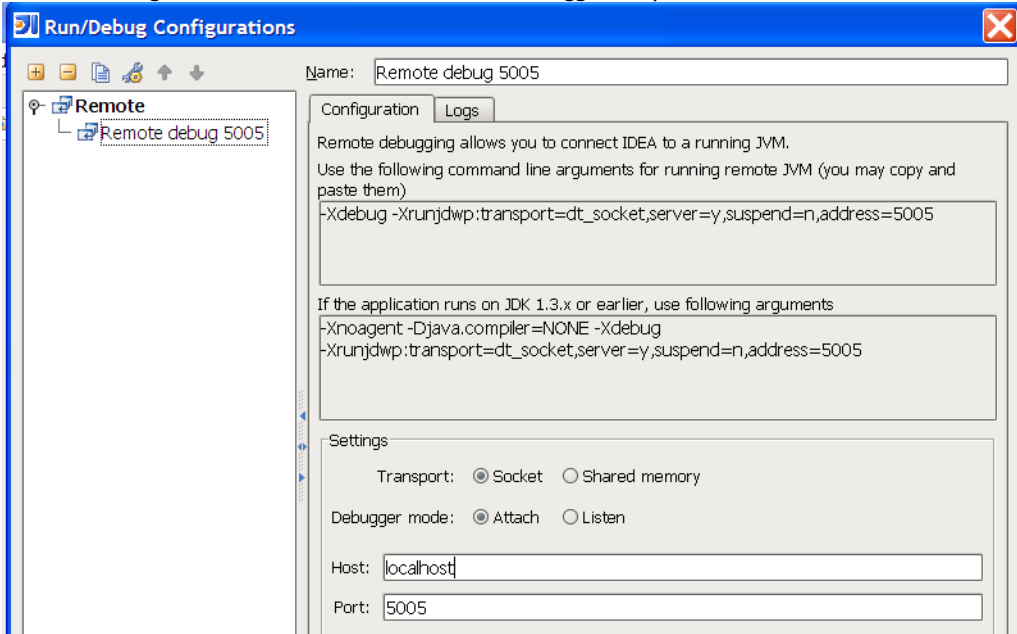 Run/Debug Configurations
Name: Remote debug 5005
Remote
Remote debug 5005
Configuration Logs
Remote debugging allows you to connect IDEA to a running JVM.
Use the following command line arguments for running remote JVM (you may copy and
paste them)
-Xdebug -Xrunjdwp:transport=dt_socket,server=y,suspend=n,address=5005
If the application runs on JDK 1.3.x or earlier, use following arguments
-Xnoagent -Djava.compiler=NONE -Xdebug
-Xrunjdwp:transport=dt_socket,server=y,suspend=n,address=5005
Settings
Transport: Socket Shared memory
Debugger mode: Attach Listen
Host: localhost
Port: 5005